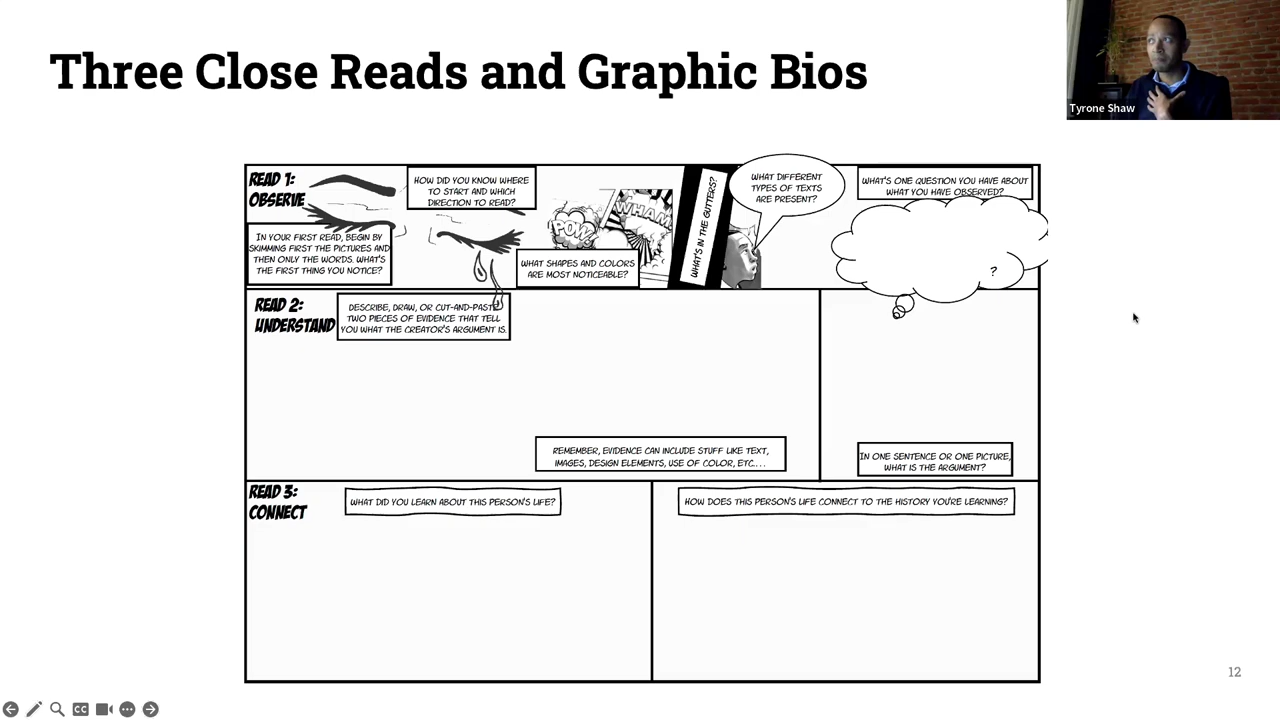 Three Close Reads and Graphic Bios
Tyrone Shaw
READ 1:
OBSERVE
IN YOUR FIRST READ, BEGIN BY
SKIMMING FIRST THE PICTURES AND
THEN ONLY THE WORDS. WHAT'S
THE FIRST THING YOU NOTICE?
HOW DID YOU KNOW WHERE
TO START AND WHICH
DIRECTION TO READ?
POW!
WHAM!
WHAT SHAPES AND COLORS
ARE MOST NOTICEABLE?
WHAT'S IN THE GUTTERS?
WHAT DIFFERENT
TYPES OF TEXTS
ARE PRESENT?
WHAT'S ONE QUESTION YOU HAVE ABOUT
WHAT YOU HAVE OBSERVED?
?
READ 2:
UNDERSTAND
DESCRIBE, DRAW, OR CUT-AND-PASTE
TWO PIECES OF EVIDENCE THAT TELL
YOU WHAT THE CREATOR'S ARGUMENT IS.
REMEMBER, EVIDENCE CAN INCLUDE STUFF LIKE TEXT,
IMAGES, DESIGN ELEMENTS, USE OF COLOR, ETC....
IN ONE SENTENCE OR ONE PICTURE,
WHAT IS THE ARGUMENT?
READ 3:
CONNECT
WHAT DID YOU LEARN ABOUT THIS PERSON'S LIFE?
HOW DOES THIS PERSON'S LIFE CONNECT TO THE HISTORY YOU'RE LEARNING?
12
CC